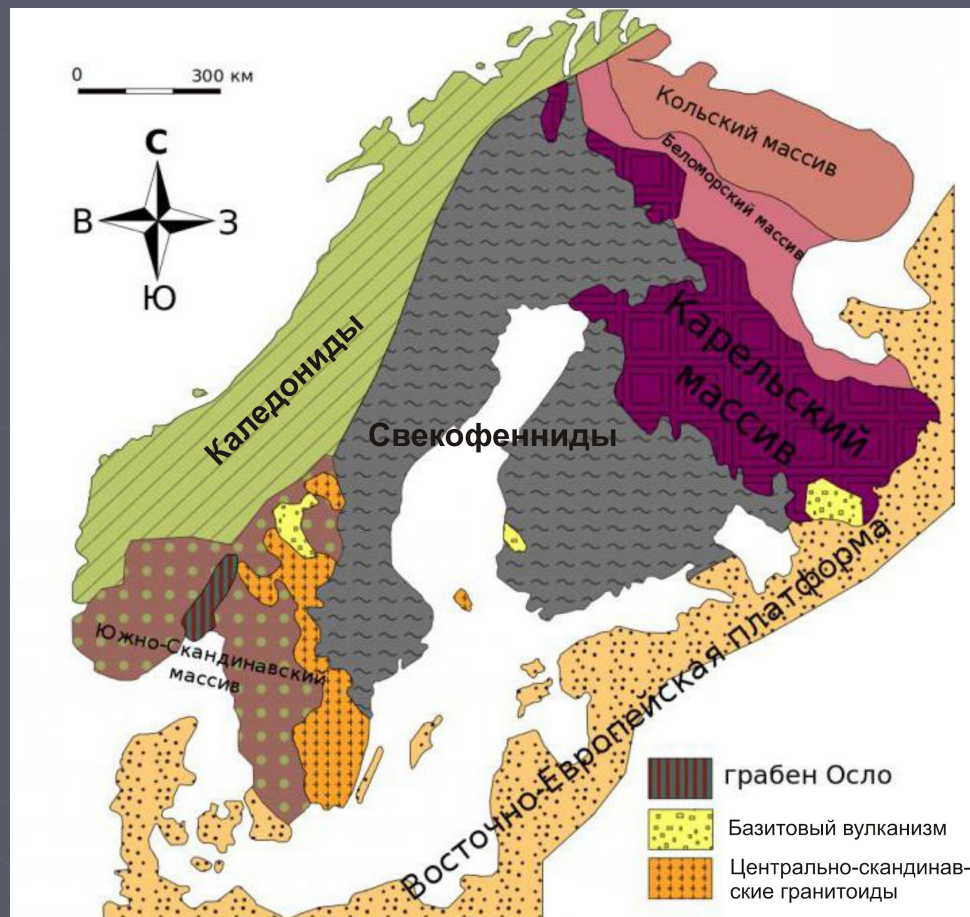 0 300 км
С
В З
Ю
Кольский массив
Беломорский массив
Карельский
массив
Каледониды
Свекофенниды
Южно-Скандинавский
массив
Восточно-Европейская платформа
грабен Осло
Базитовый вулканизм
Центрально-скандинав-
ские гранитоиды